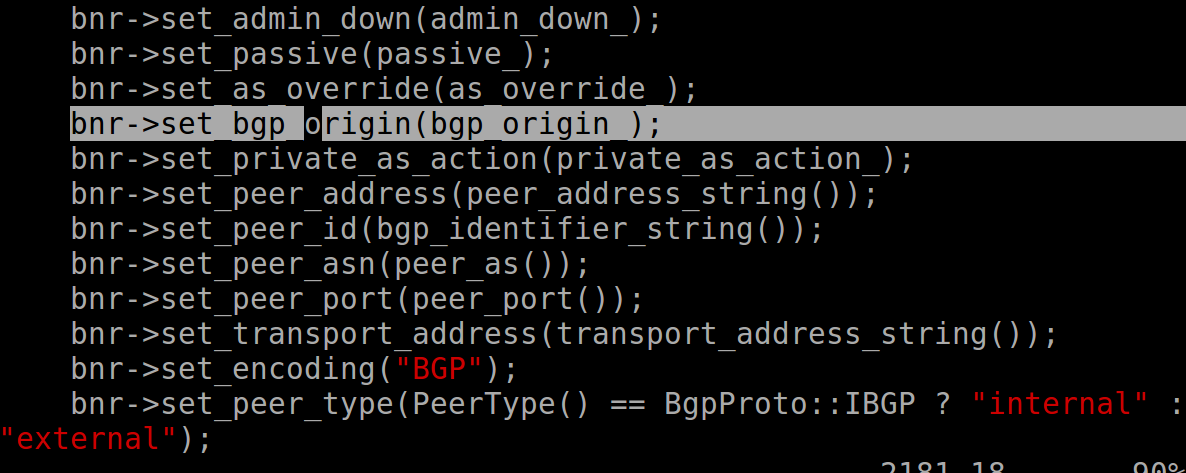 bnr->set_admin_down(admin_down_);
bnr->set_passive(passive_);
bnr->set_as_override(as_override_);
bnr->set_bgp_origin(bgp_origin_);
bnr->set_private_as_action(private_as_action_);
bnr->set_peer_address(peer_address_string());
bnr->set_peer_id(bgp_identifier_string());
bnr->set_peer_asn(peer_as());
bnr->set_peer_port(peer_port());
bnr->set_transport_address(transport_address_string());
bnr->set_encoding("BGP");
bnr->set_peer_type(PeerType() == BgpProto::IBGP ? "internal" :
"external");
2181,18 90%